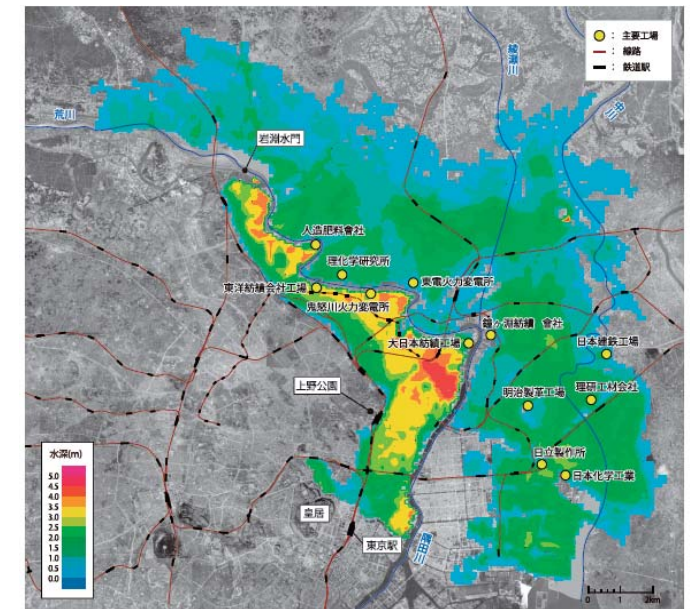 ● : 主要工場
— : 線路
━ : 鉄道駅
綾瀬川
中川
荒川
岩淵水門
人造肥料會社
理化学研究所
東洋紡績会社工場
東電火力変電所
鬼怒川火力変電所
鐘ヶ淵紡績 會社
大日本紡績工場
日本建鉄工場
上野公園
明治製革工場
理研工材会社
水深(m)
5.0
4.5
4.0
3.5
3.0
2.5
2.0
1.5
1.0
0.5
0.0
日立製作所
日本化学工業
皇居
東京駅
隅田川
0 1 2km